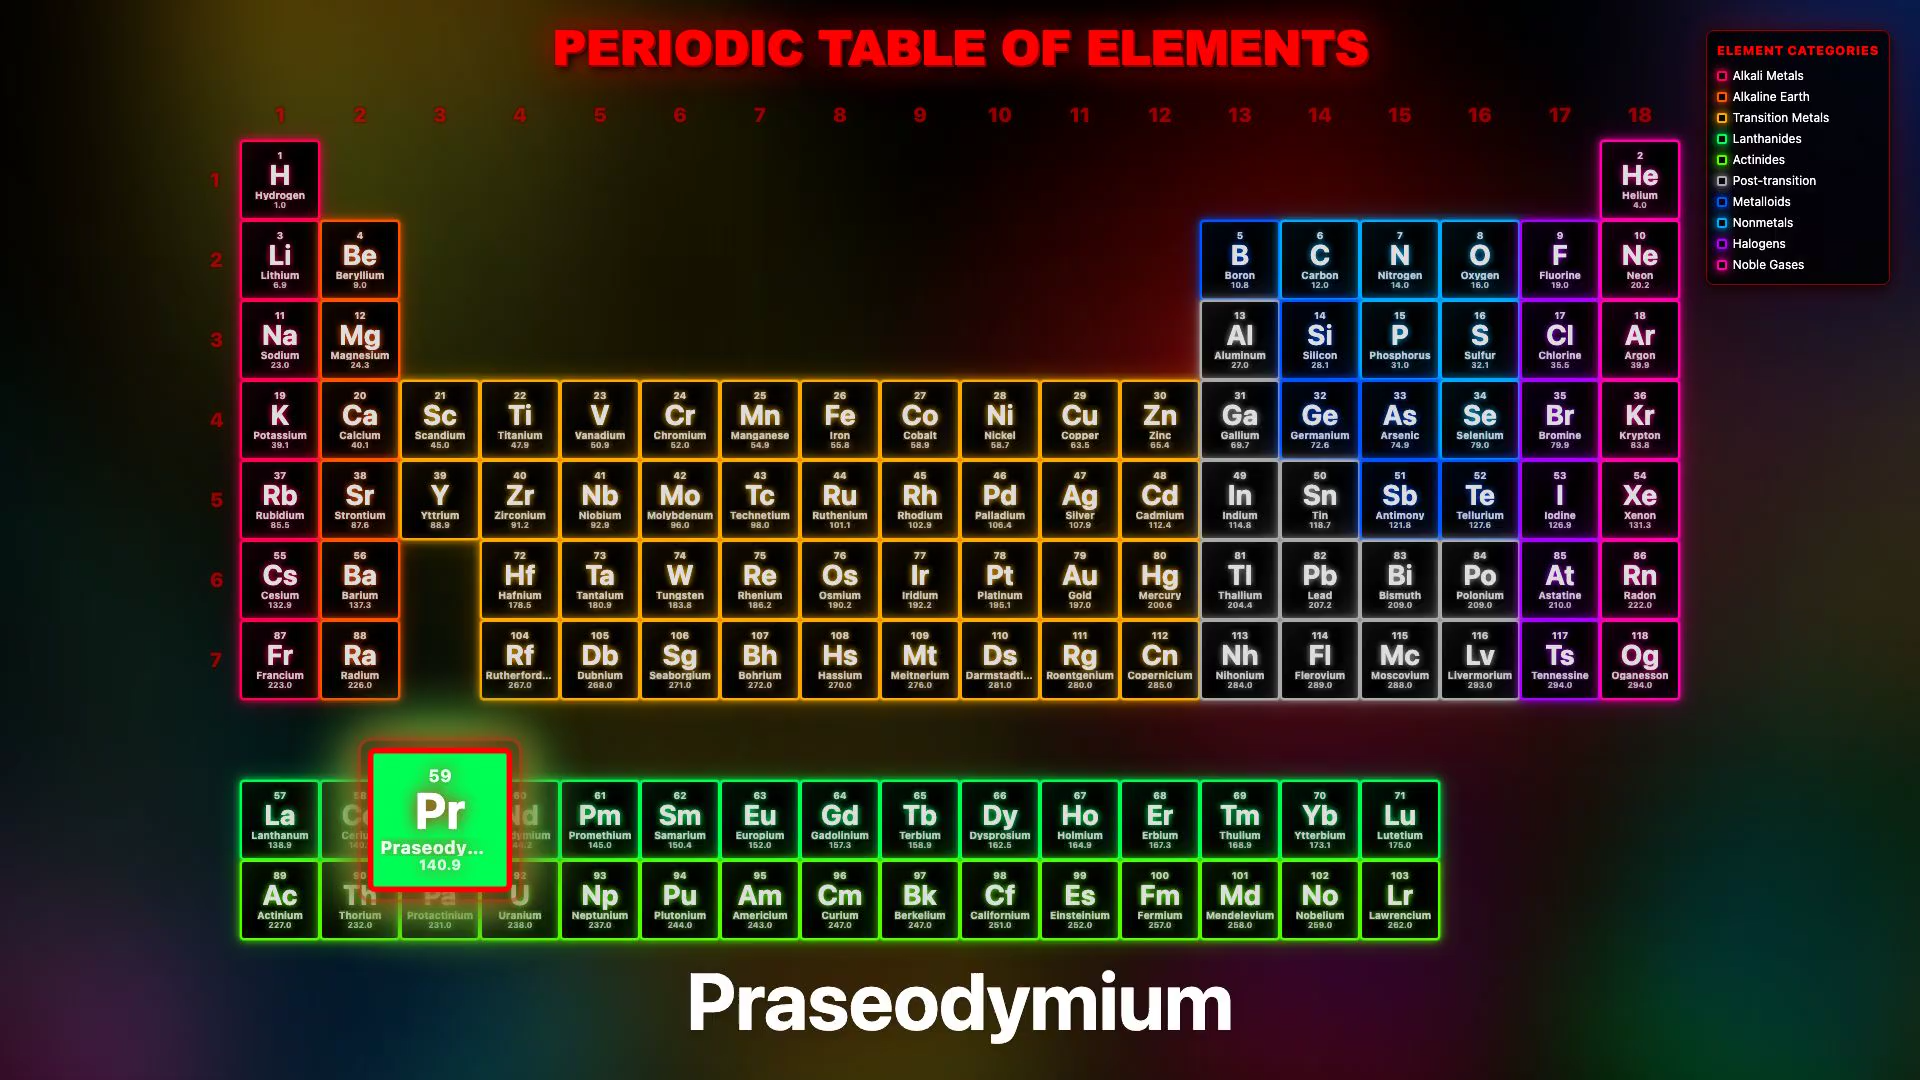 PERIODIC TABLE OF ELEMENTS
ELEMENT CATEGORIES
Alkali Metals
Alkaline Earth
Transition Metals
Lanthanides
Actinides
Post-transition
Metalloids
Nonmetals
Halogens
Noble Gases
1 2 3 4 5 6 7 8 9 10 11 12 13 14 15 16 17 18
1
1 2
H He
Hydrogen Helium
1.0 4.0
2
3 4 5 6 7 8 9 10
Li Be B C N O F Ne
Lithium Beryllium Boron Carbon Nitrogen Oxygen Fluorine Neon
6.9 9.0 10.8 12.0 14.0 16.0 19.0 20.2
3
11 12 13 14 15 16 17 18
Na Mg Al Si P S Cl Ar
Sodium Magnesium Aluminum Silicon Phosphorus Sulfur Chlorine Argon
23.0 24.3 27.0 28.1 31.0 32.1 35.5 39.9
4
19 20 21 22 23 24 25 26 27 28 29 30 31 32 33 34 35 36
K Ca Sc Ti V Cr Mn Fe Co Ni Cu Zn Ga Ge As Se Br Kr
Potassium Calcium Scandium Titanium Vanadium Chromium Manganese Iron Cobalt Nickel Copper Zinc Gallium Germanium Arsenic Selenium Bromine Krypton
39.1 40.1 45.0 47.9 50.9 52.0 54.9 55.8 58.9 58.7 63.5 65.4 69.7 72.6 74.9 79.0 79.9 83.8
5
37 38 39 40 41 42 43 44 45 46 47 48 49 50 51 52 53 54
Rb Sr Y Zr Nb Mo Tc Ru Rh Pd Ag Cd In Sn Sb Te I Xe
Rubidium Strontium Yttrium Zirconium Niobium Molybdenum Technetium Ruthenium Rhodium Palladium Silver Cadmium Indium Tin Antimony Tellurium Iodine Xenon
85.5 87.6 88.9 91.2 92.9 96.0 98.0 101.1 102.9 106.4 107.9 112.4 114.8 118.7 121.8 127.6 126.9 131.3
6
55 56 72 73 74 75 76 77 78 79 80 81 82 83 84 85 86
Cs Ba Hf Ta W Re Os Ir Pt Au Hg Tl Pb Bi Po At Rn
Cesium Barium Hafnium Tantalum Tungsten Rhenium Osmium Iridium Platinum Gold Mercury Thallium Lead Bismuth Polonium Astatine Radon
132.9 137.3 178.5 180.9 183.8 186.2 190.2 192.2 195.1 197.0 200.6 204.4 207.2 209.0 209.0 210.0 222.0
7
87 88 104 105 106 107 108 109 110 111 112 113 114 115 116 117 118
Fr Ra Rf Db Sg Bh Hs Mt Ds Rg Cn Nh Fl Mc Lv Ts Og
Francium Radium Rutherford... Dubnium Seaborgium Bohrium Hassium Meitnerium Darmstadti... Roentgenium Copernicium Nihonium Flerovium Moscovium Livermorium Tennessine Oganesson
223.0 226.0 267.0 268.0 271.0 272.0 270.0 276.0 281.0 280.0 285.0 284.0 289.0 288.0 293.0 294.0 294.0
59
Pr
Praseody...
140.9
57 61 62 63 64 65 66 67 68 69 70 71
La Pm Sm Eu Gd Tb Dy Ho Er Tm Yb Lu
Lanthanum Promethium Samarium Europium Gadolinium Terbium Dysprosium Holmium Erbium Thulium Ytterbium Lutetium
138.9 145.0 150.4 152.0 157.3 158.9 162.5 164.9 167.3 168.9 173.1 175.0
89 90 92 93 94 95 96 97 98 99 100 101 102 103
Ac Th Pa U Np Pu Am Cm Bk Cf Es Fm Md No Lr
Actinium Thorium Protactinium Uranium Neptunium Plutonium Americium Curium Berkelium Californium Einsteinium Fermium Mendelevium Nobelium Lawrencium
227.0 232.0 231.0 238.0 237.0 244.0 243.0 247.0 247.0 251.0 252.0 257.0 258.0 259.0 262.0
Praseodymium